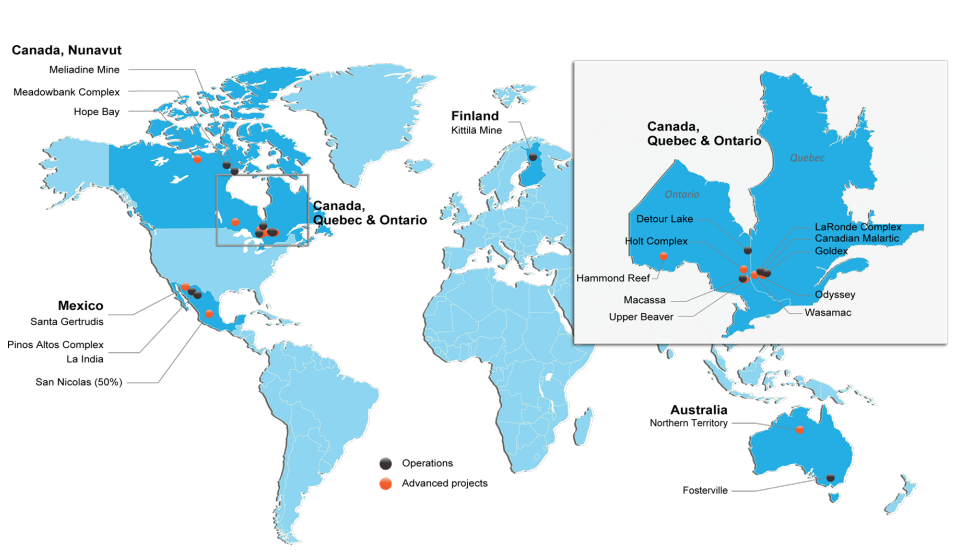 Canada, Nunavut
Meliadine Mine
Meadowbank Complex
Hope Bay
Finland
Kittilä Mine
Canada,
Quebec & Ontario
Mexico
Santa Gertrudis
Pinos Altos Complex
La India
San Nicolas (50%)
Operations
Advanced projects
Canada,
Quebec & Ontario
Quebec
Ontario
Detour Lake
LaRonde Complex
Canadian Malartic
Holt Complex
Goldex
Hammond Reef
Odyssey
Macassa
Wasamac
Upper Beaver
Australia
Northern Territory
Fosterville